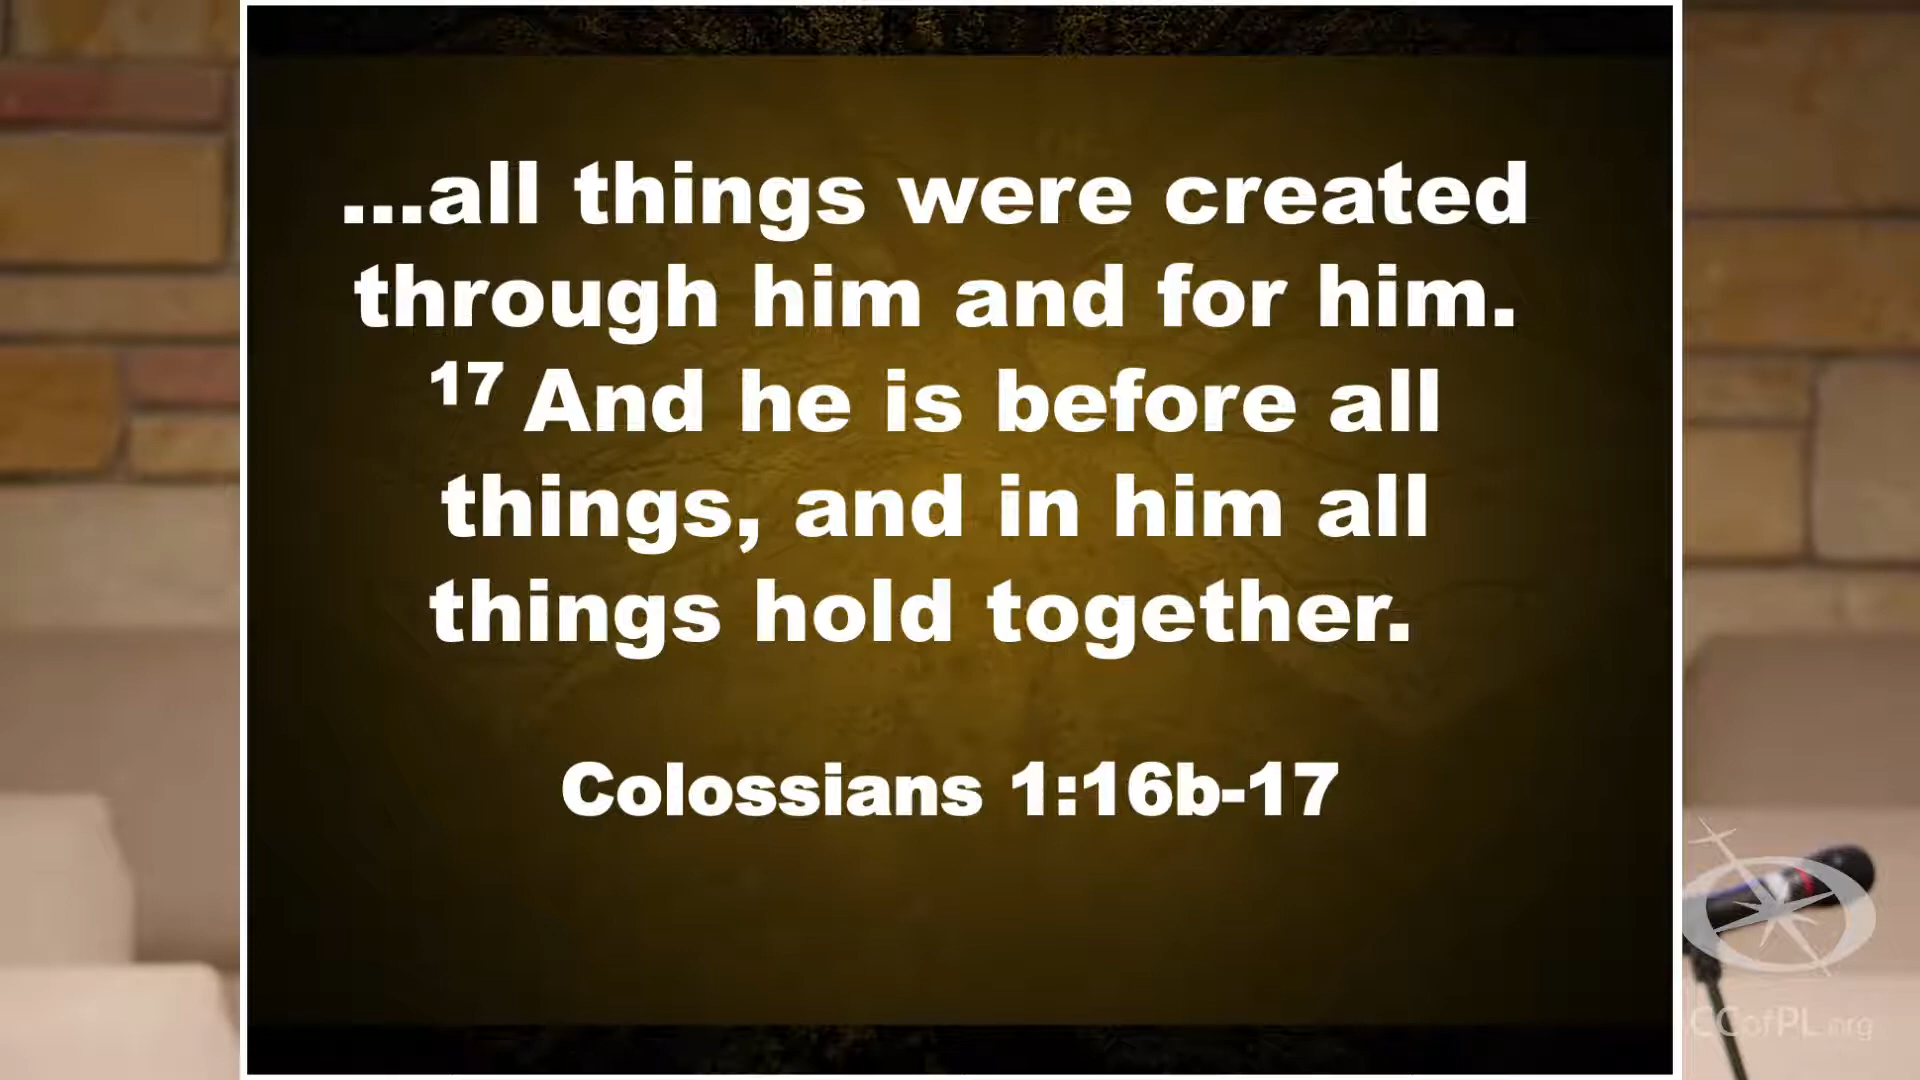 ...all things were created
through him and for him.
17 And he is before all
things, and in him all
things hold together.
Colossians 1:16b-17
CCofPL.org